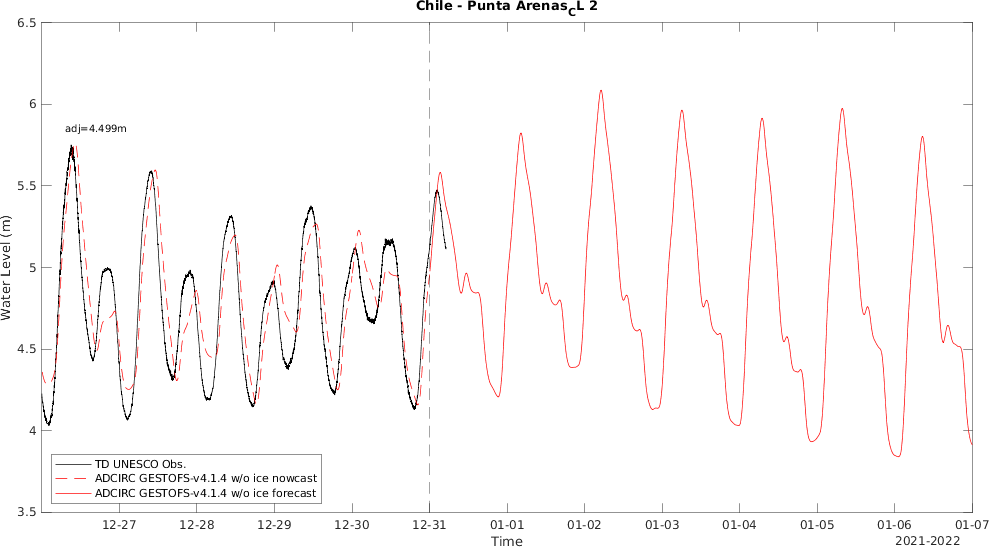 Chile - Punta Arenas_CL 2
6.5
6
5.5
5
4.5
4
3.5
Water Level (m)
adj=4.499m
TD UNESCO Obs.
ADCIRC GESTOFS-v4.1.4 w/o ice nowcast
ADCIRC GESTOFS-v4.1.4 w/o ice forecast
12-27 12-28 12-29 12-30 12-31 01-01 01-02 01-03 01-04 01-05 01-06 01-07
Time
2021-2022